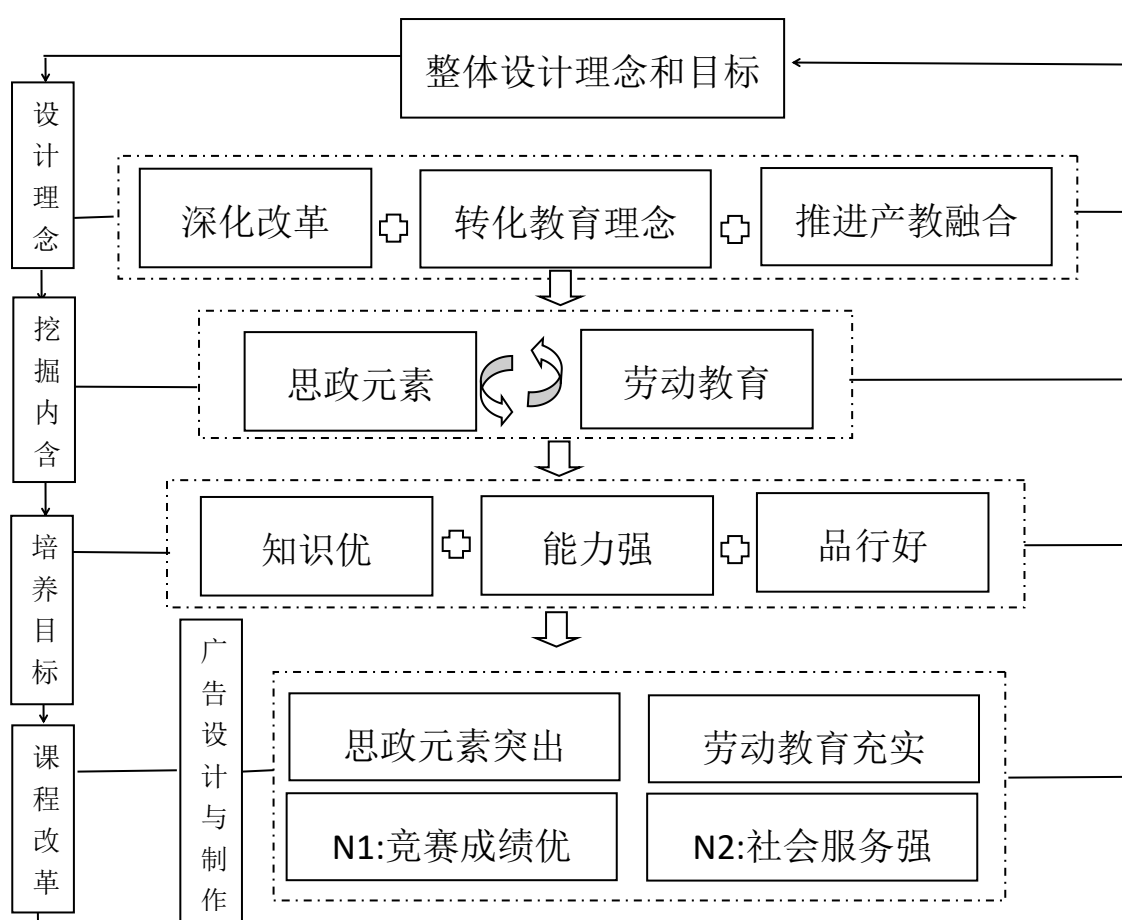 整体设计理念和目标
设计理念
深化改革
转化教育理念
推进产教融合
挖掘内含
思政元素
劳动教育
培养目标
知识优
能力强
品行好
课程改革
广告设计与制作
思政元素突出
劳动教育充实
N1:竞赛成绩优
N2:社会服务强